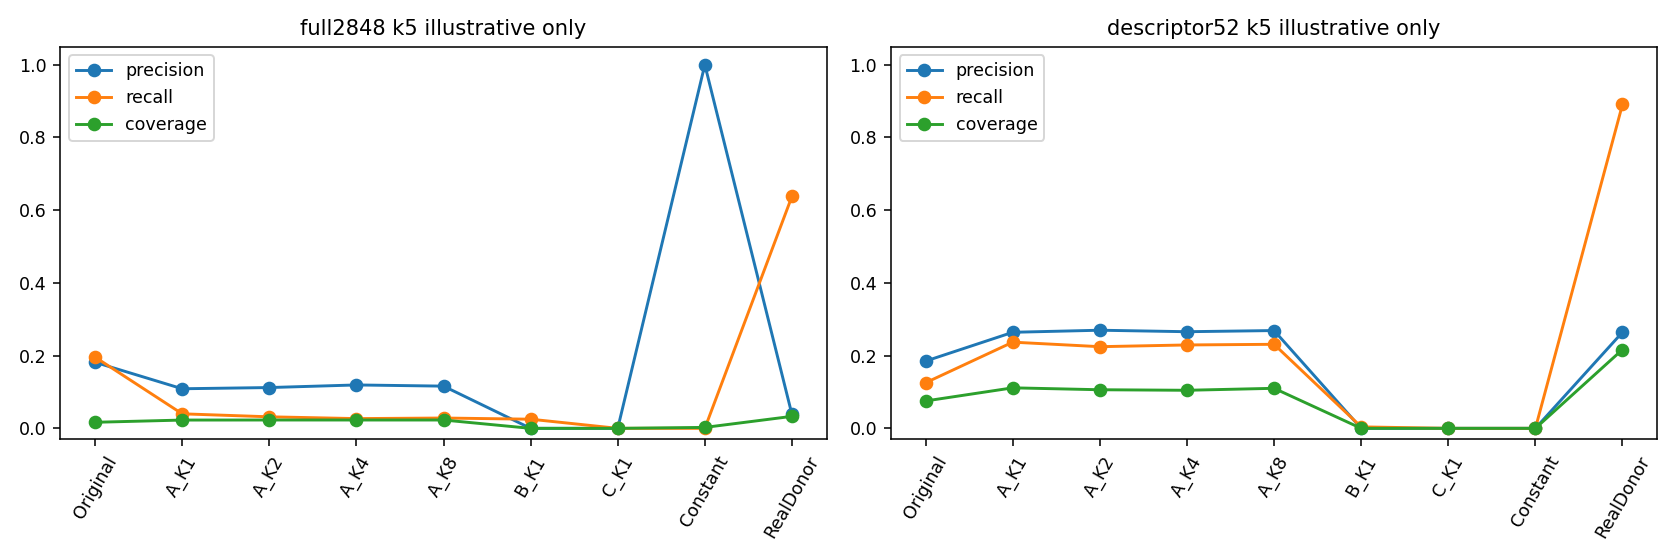 full2848 k5 illustrative only
precision
recall
coverage
1.0
0.8
0.6
0.4
0.2
0.0
Original
A_K1
A_K2
A_K4
A_K8
B_K1
C_K1
Constant
RealDonor
descriptor52 k5 illustrative only
precision
recall
coverage
1.0
0.8
0.6
0.4
0.2
0.0
Original
A_K1
A_K2
A_K4
A_K8
B_K1
C_K1
Constant
RealDonor